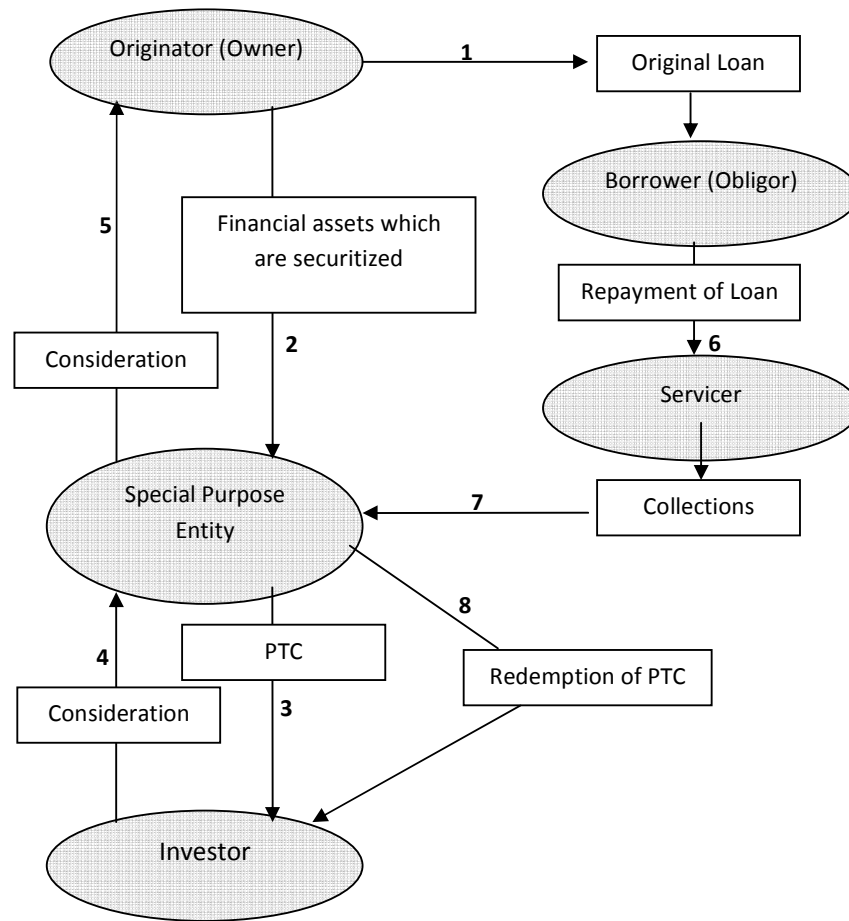 Originator (Owner)
1
Original Loan
Borrower (Obligor)
5
Financial assets which
are securitized
Repayment of Loan
2
6
Consideration
Servicer
Special Purpose
Entity
7
Collections
8
4
PTC
Redemption of PTC
Consideration
3
Investor